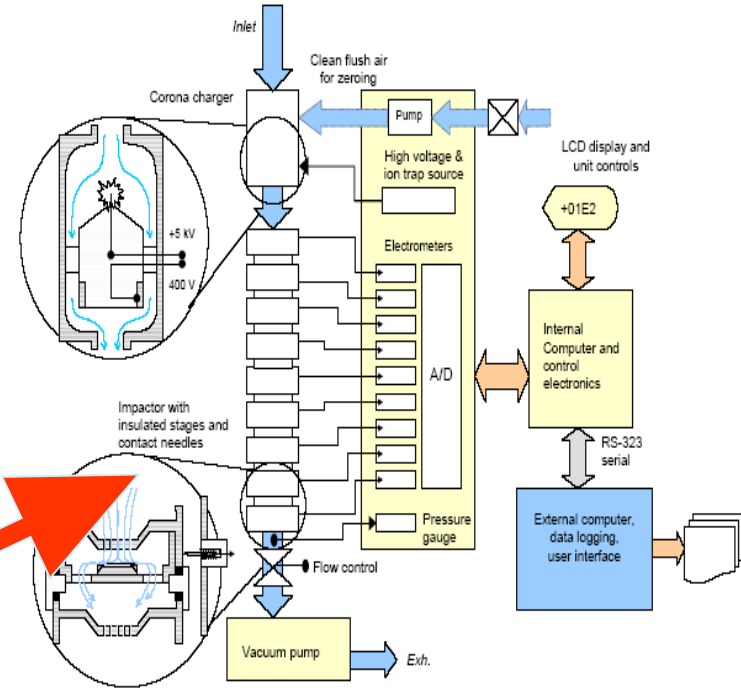 Inlet
Clean flush air
for zeroing
Corona charger
Pump
LCD display and
unit controls
High voltage &
ion trap source
+01E2
+5 kV
Electrometers
400 V
Internal
Computer and
control
electronics
A/D
Impactor with
insulated stages and
contact needles
RS-323
serial
Pressure
gauge
External computer,
data logging,
user interface
Flow control
Vacuum pump
Exh.